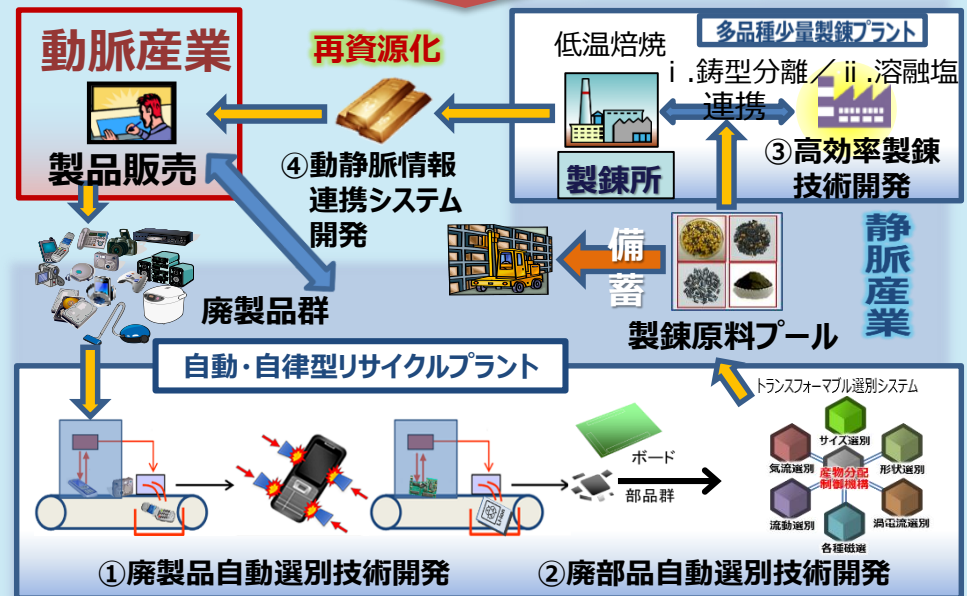 動脈産業
製品販売
再資源化
④動静脈情報
連携システム
開発
多品種少量製錬プラント
低温焙焼
ⅰ.鋳型分離／ⅱ.溶融塩
連携
製錬所
③高効率製錬
技術開発
静脈産業
備蓄
製錬原料プール
廃製品群
自動・自律型リサイクルプラント
トランスフォーマブル選別システム
サイズ選別
気流選別
形状選別
産物分配
制御機構
流動選別
渦電流選別
各種磁選
ボード
部品群
①廃製品自動選別技術開発
②廃部品自動選別技術開発